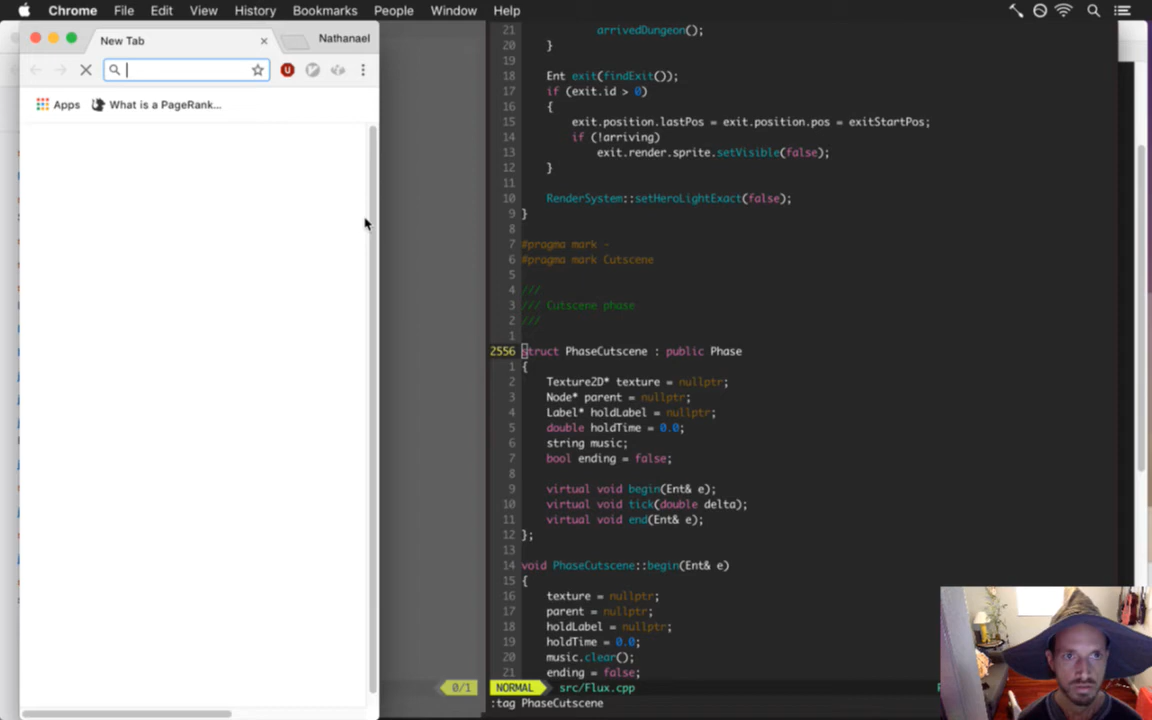 Chrome File Edit View History Bookmarks People Window Help
New Tab
Nathanael
Apps What is a PageRank...
21 arrivedDungeon();
20 }
19
18 Ent exit(findExit());
17 if (exit.id > 0)
16 {
15 exit.position.lastPos = exit.position.pos = exitStartPos;
14 if (!arriving)
13 exit.render.sprite.setVisible(false);
12 }
11
10 RenderSystem::setHeroLightExact(false);
9 }
8
7 #pragma mark -
6 #pragma mark Cutscene
5
4 ///
3 /// Cutscene phase
2 ///
1
2556 struct PhaseCutscene : public Phase
1 {
2 Texture2D* texture = nullptr;
3 Node* parent = nullptr;
4 Label* holdLabel = nullptr;
5 double holdTime = 0.0;
6 string music;
7 bool ending = false;
8
9 virtual void begin(Ent& e);
10 virtual void tick(double delta);
11 virtual void end(Ent& e);
12 };
13
14 void PhaseCutscene::begin(Ent& e)
15 {
16 texture = nullptr;
17 parent = nullptr;
18 holdLabel = nullptr;
19 holdTime = 0.0;
20 music.clear();
21 ending = false;
0/1 NORMAL src/Flux.cpp
:tag PhaseCutscene